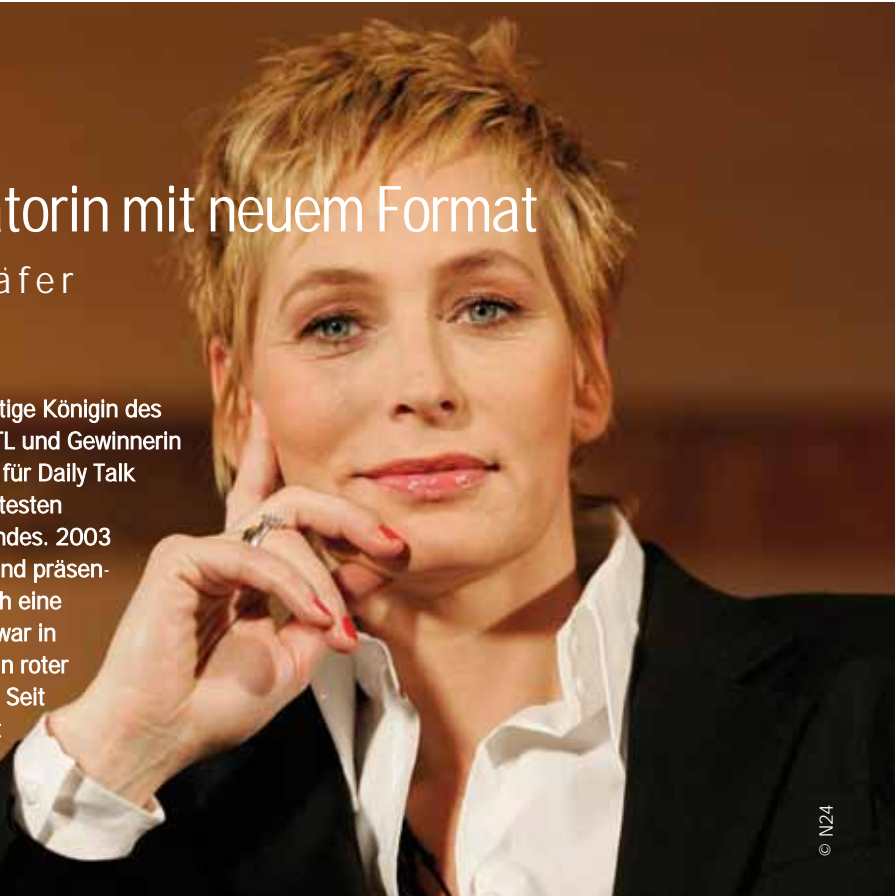 torin mit neuem Format
äfer
tige Königin des
TL und Gewinnerin
für Daily Talk
testen
ndes. 2003
nd präsen-
h eine
war in
n roter
Seit
t
© N24